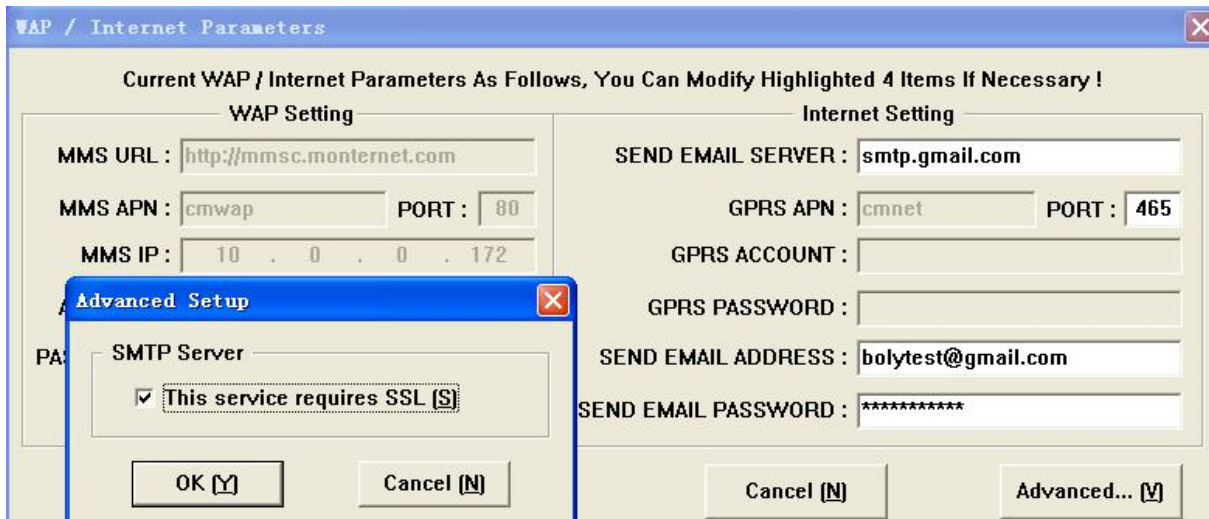 WAP / Internet Parameters
Current WAP / Internet Parameters As Follows, You Can Modify Highlighted 4 Items If Necessary !
WAP Setting
MMS URL : http://mmsc.monternet.com
MMS APN : cmwap PORT : 80
MMS IP : 10 . 0 . 0 . 172
Internet Setting
SEND EMAIL SERVER : smtp.gmail.com
GPRS APN : cmnet PORT : 465
GPRS ACCOUNT :
GPRS PASSWORD :
SEND EMAIL ADDRESS : bolytest@gmail.com
SEND EMAIL PASSWORD : ***********
Cancel (N) Advanced... (V)
Advanced Setup
SMTP Server
This service requires SSL (S)
OK (Y) Cancel (N)